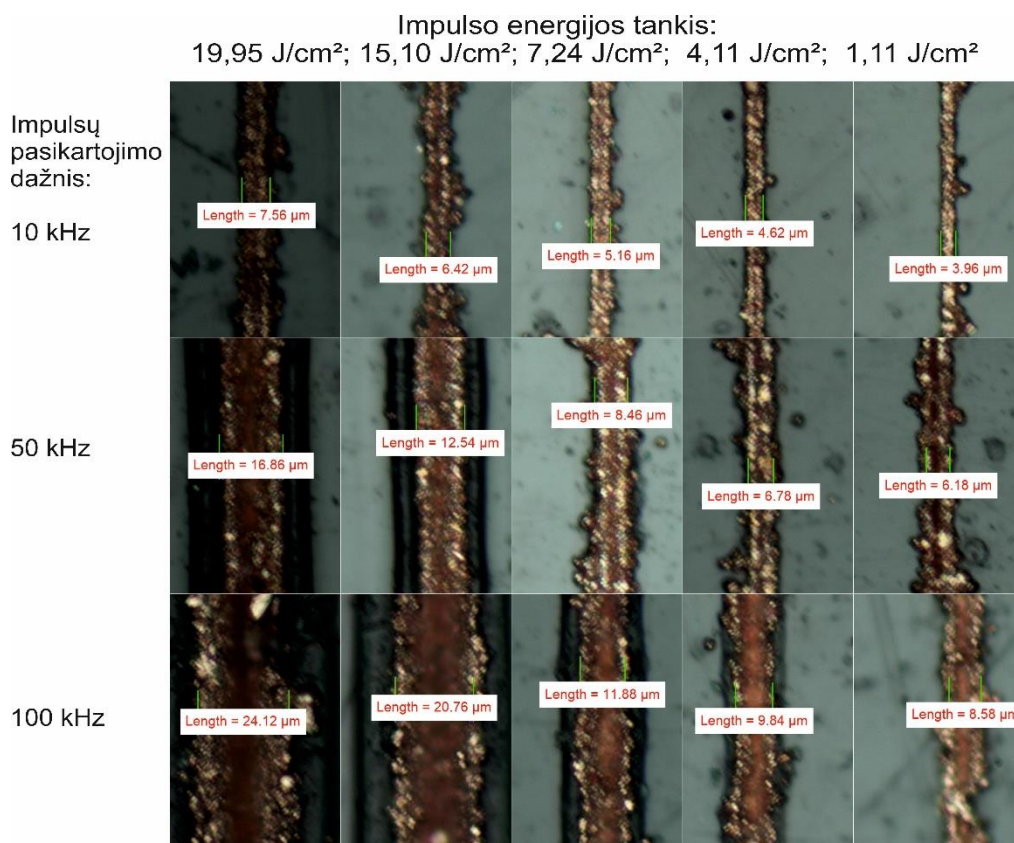 Impulso energijos tankis:
19,95 J/cm²; 15,10 J/cm²; 7,24 J/cm²; 4,11 J/cm²; 1,11 J/cm²
Impulsų
pasikartojimo
dažnis:
10 kHz
Length = 7.56 µm
Length = 6.42 µm
Length = 5.16 µm
Length = 4.62 µm
Length = 3.96 µm
50 kHz
Length = 16.86 µm
Length = 12.54 µm
Length = 8.46 µm
Length = 6.78 µm
Length = 6.18 µm
100 kHz
Length = 24.12 µm
Length = 20.76 µm
Length = 11.88 µm
Length = 9.84 µm
Length = 8.58 µm